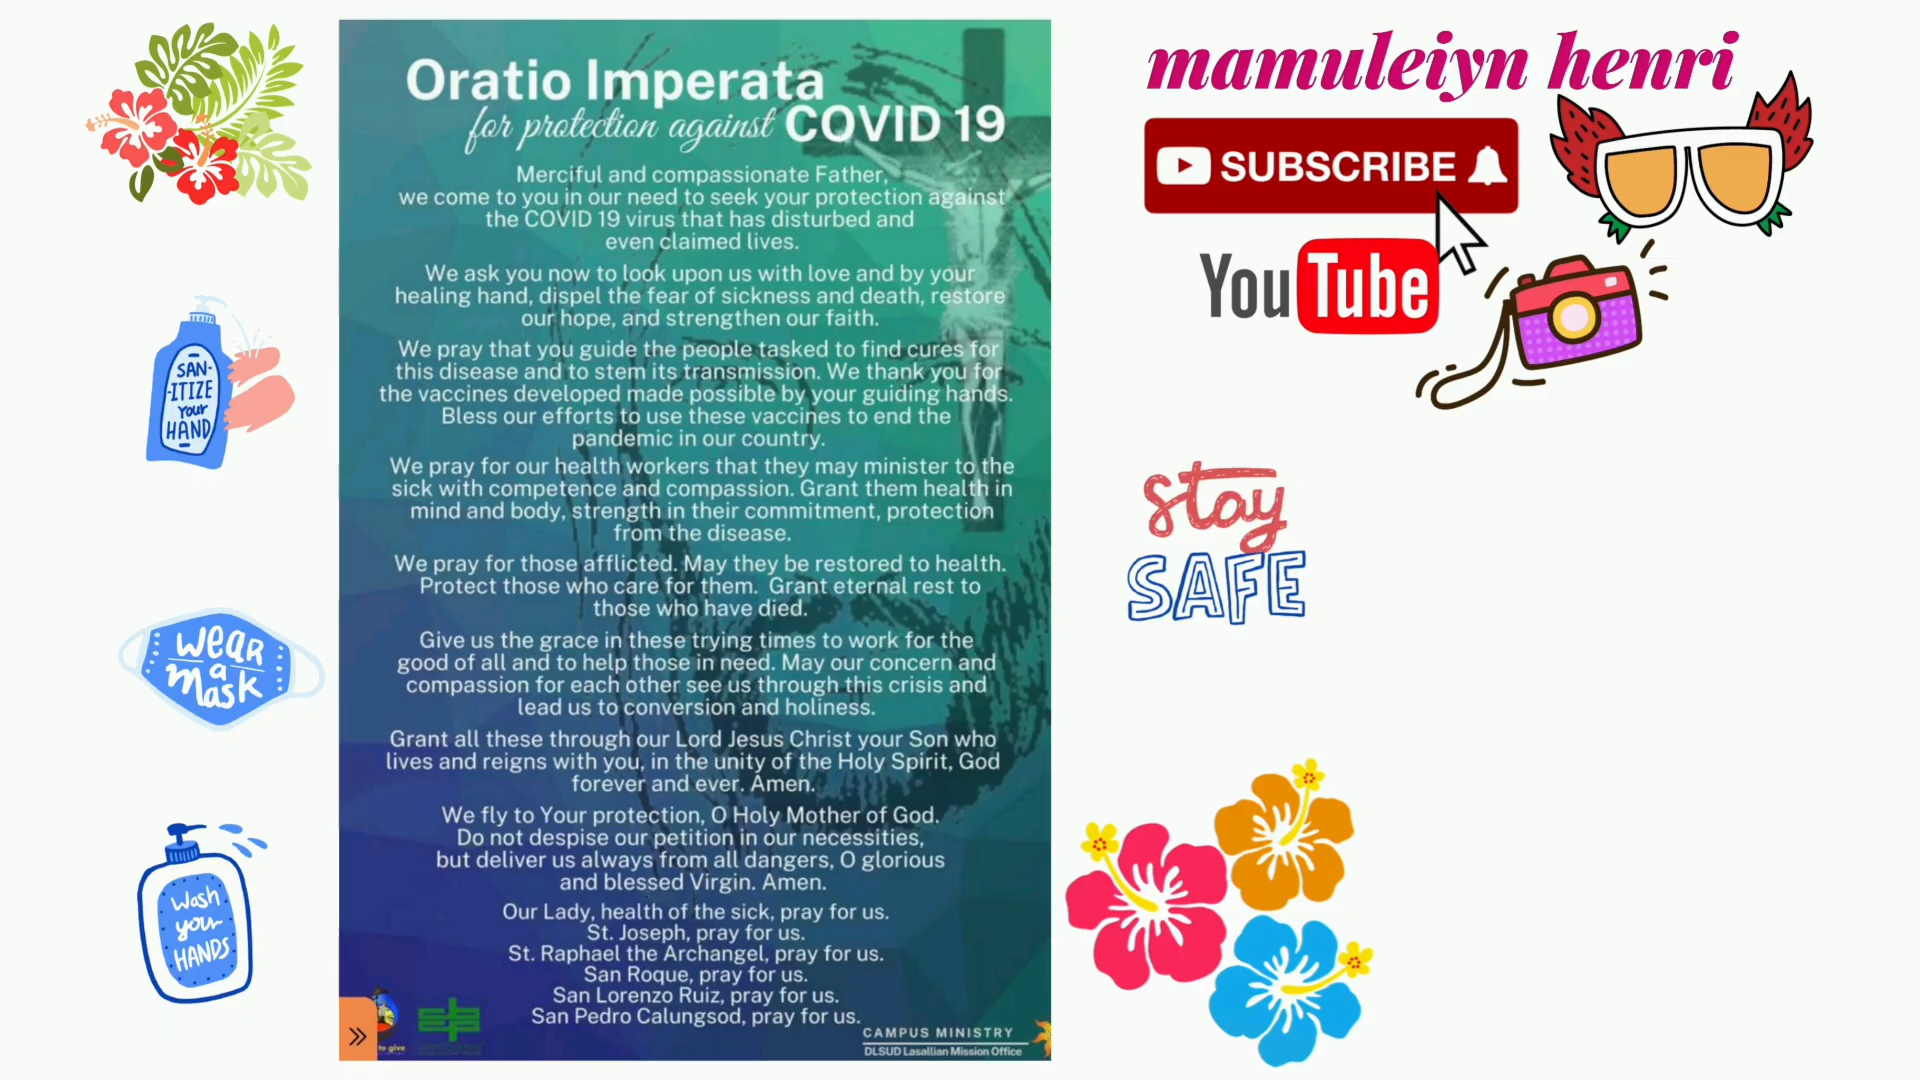 Oratio Imperata
for protection against COVID 19
Merciful and compassionate Father,
we come to you in our need to seek your protection against
the COVID 19 virus that has disturbed and
even claimed lives.
We ask you now to look upon us with love and by your
healing hand, dispel the fear of sickness and death, restore
our hope, and strengthen our faith.
We pray that you guide the people tasked to find cures for
this disease and to stem its transmission. We thank you for
the vaccines developed made possible by your guiding hands.
Bless our efforts to use these vaccines to end the
pandemic in our country.
We pray for our health workers that they may minister to the
sick with competence and compassion. Grant them health in
mind and body, strength in their commitment, protection
from the disease.
We pray for those afflicted. May they be restored to health.
Protect those who care for them. Grant eternal rest to
those who have died.
Give us the grace in these trying times to work for the
good of all and to help those in need. May our concern and
compassion for each other see us through this crisis and
lead us to conversion and holiness.
Grant all these through our Lord Jesus Christ your Son who
lives and reigns with you, in the unity of the Holy Spirit, God
forever and ever. Amen.
We fly to Your protection, O Holy Mother of God.
Do not despise our petition in our necessities,
but deliver us always from all dangers, O glorious
and blessed Virgin. Amen.
Our Lady, health of the sick, pray for us.
St. Joseph, pray for us.
St. Raphael the Archangel, pray for us.
San Roque, pray for us.
San Lorenzo Ruiz, pray for us.
San Pedro Calungsod, pray for us.
to give
CAMPUS MINISTRY
DLSUD Lasallian Mission Office
SAN-
-ITIZE
your
HAND
wear
a
mask
wash
your
HANDS
mamuleiyn henri
SUBSCRIBE
YouTube
stay
SAFE